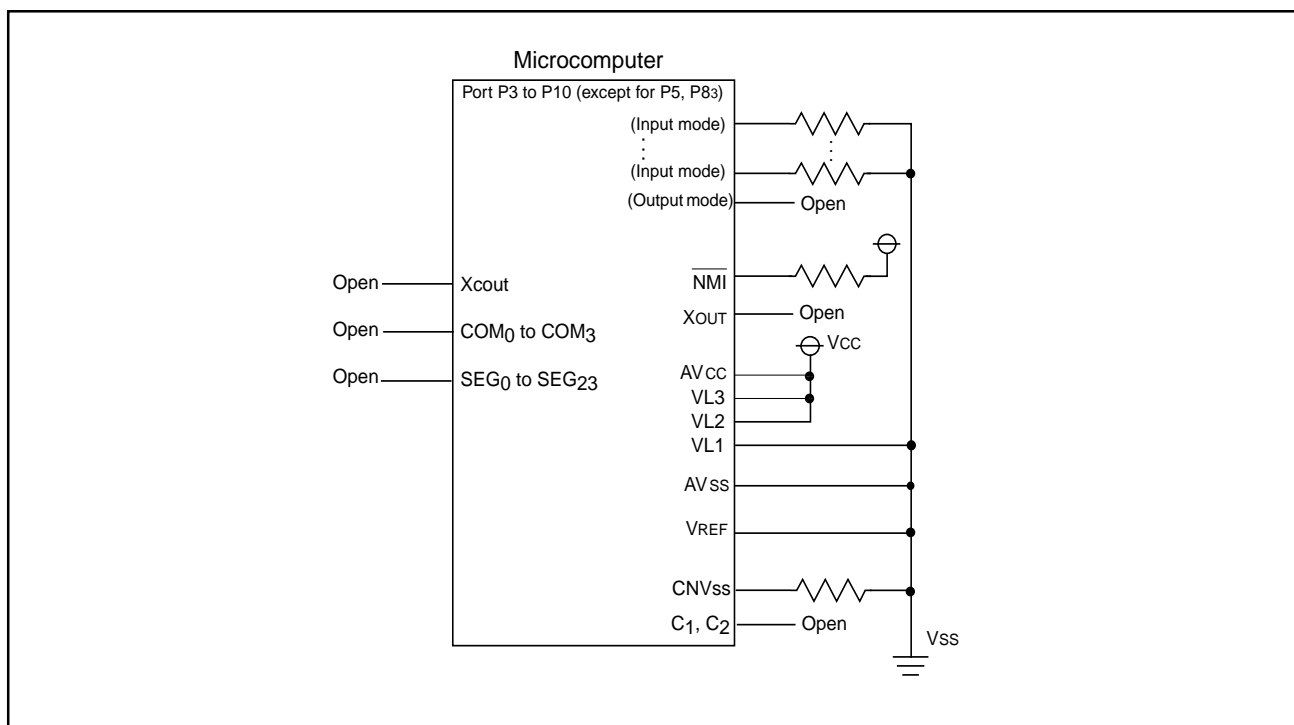 Microcomputer
Port P3 to P10 (except for P5, P83)
(Input mode)
(Input mode)
(Output mode)
Open
Open
Xcout
NMI
XOUT
Open
Open
COM0 to COM3
VCC
Open
SEG0 to SEG23
AVCC
VL3
VL2
VL1
AVSS
VREF
CNVss
C1, C2
Open
VSS